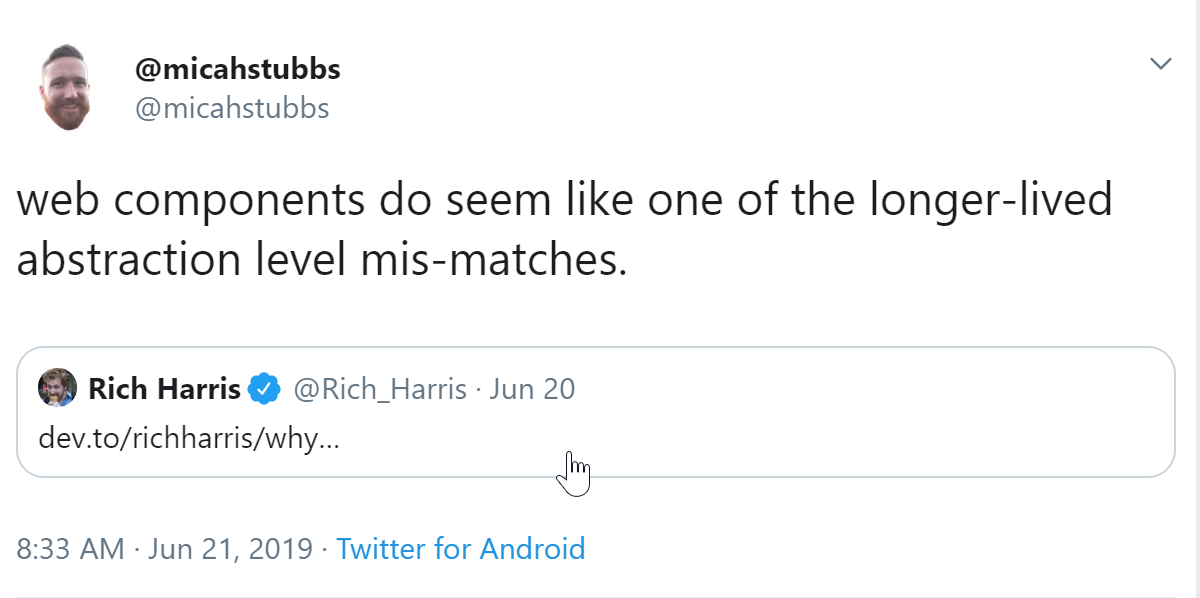 @micahstubbs
@micahstubbs
web components do seem like one of the longer-lived
abstraction level mis-matches.
Rich Harris @Rich_Harris · Jun 20
dev.to/richharris/why…
8:33 AM · Jun 21, 2019 · Twitter for Android